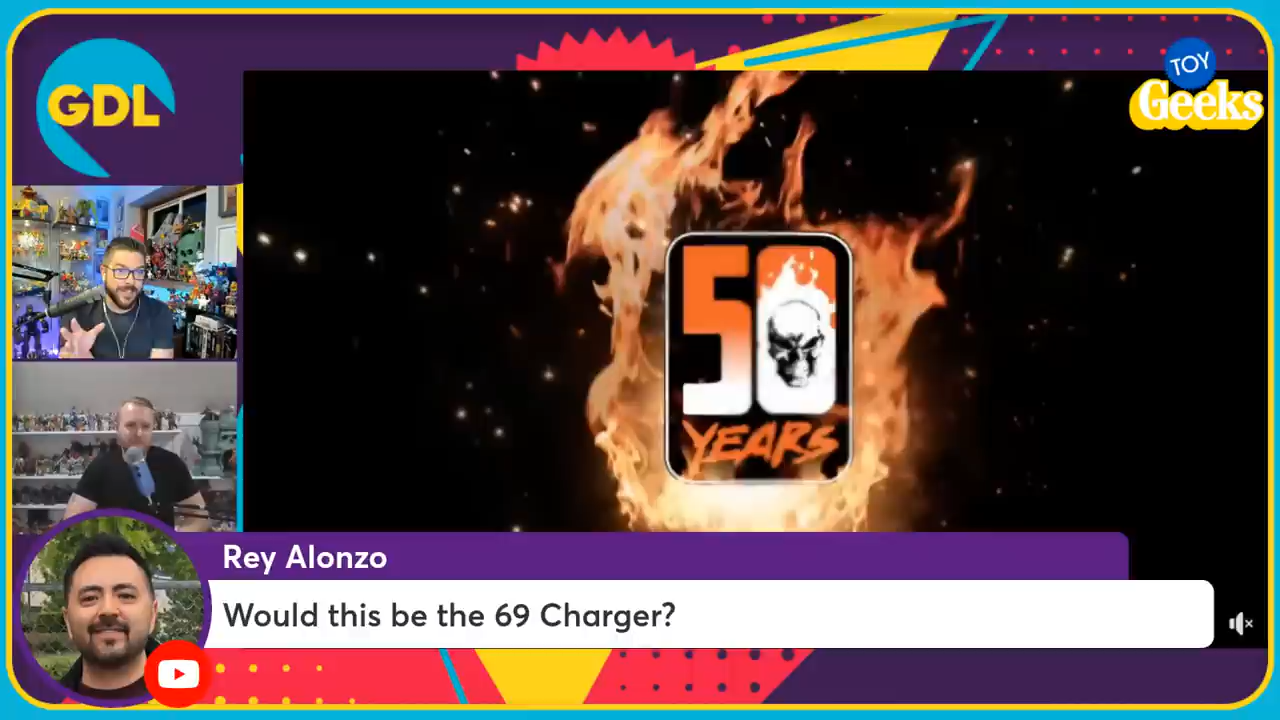 GDL
TOY
Geeks
50
YEARS
Rey Alonzo
Would this be the 69 Charger?